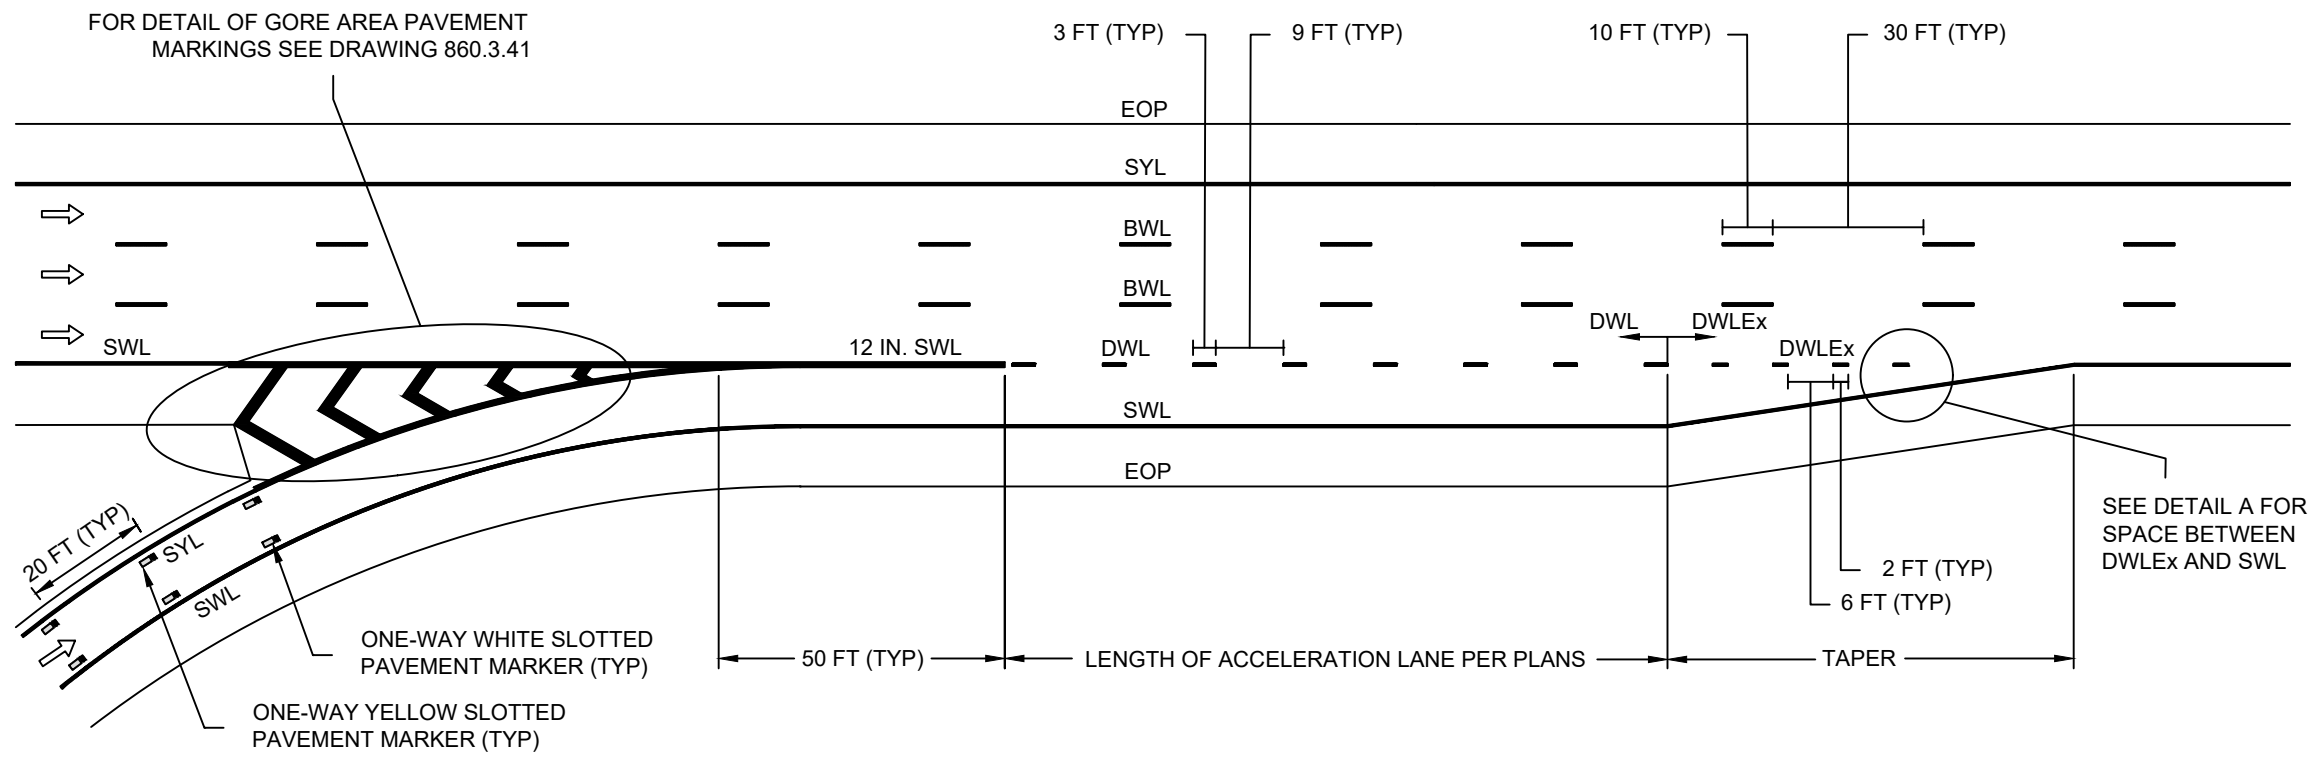 FOR DETAIL OF GORE AREA PAVEMENT
MARKINGS SEE DRAWING 860.3.41
3 FT (TYP)
9 FT (TYP)
10 FT (TYP)
30 FT (TYP)
EOP
SYL
BWL
BWL
DWL
DWLEx
SWL
12 IN. SWL
DWL
DWLEx
SWL
EOP
20 FT (TYP)
SYL
SWL
SEE DETAIL A FOR
SPACE BETWEEN
DWLEx AND SWL
2 FT (TYP)
6 FT (TYP)
ONE-WAY WHITE SLOTTED
PAVEMENT MARKER (TYP)
50 FT (TYP)
LENGTH OF ACCELERATION LANE PER PLANS
TAPER
ONE-WAY YELLOW SLOTTED
PAVEMENT MARKER (TYP)